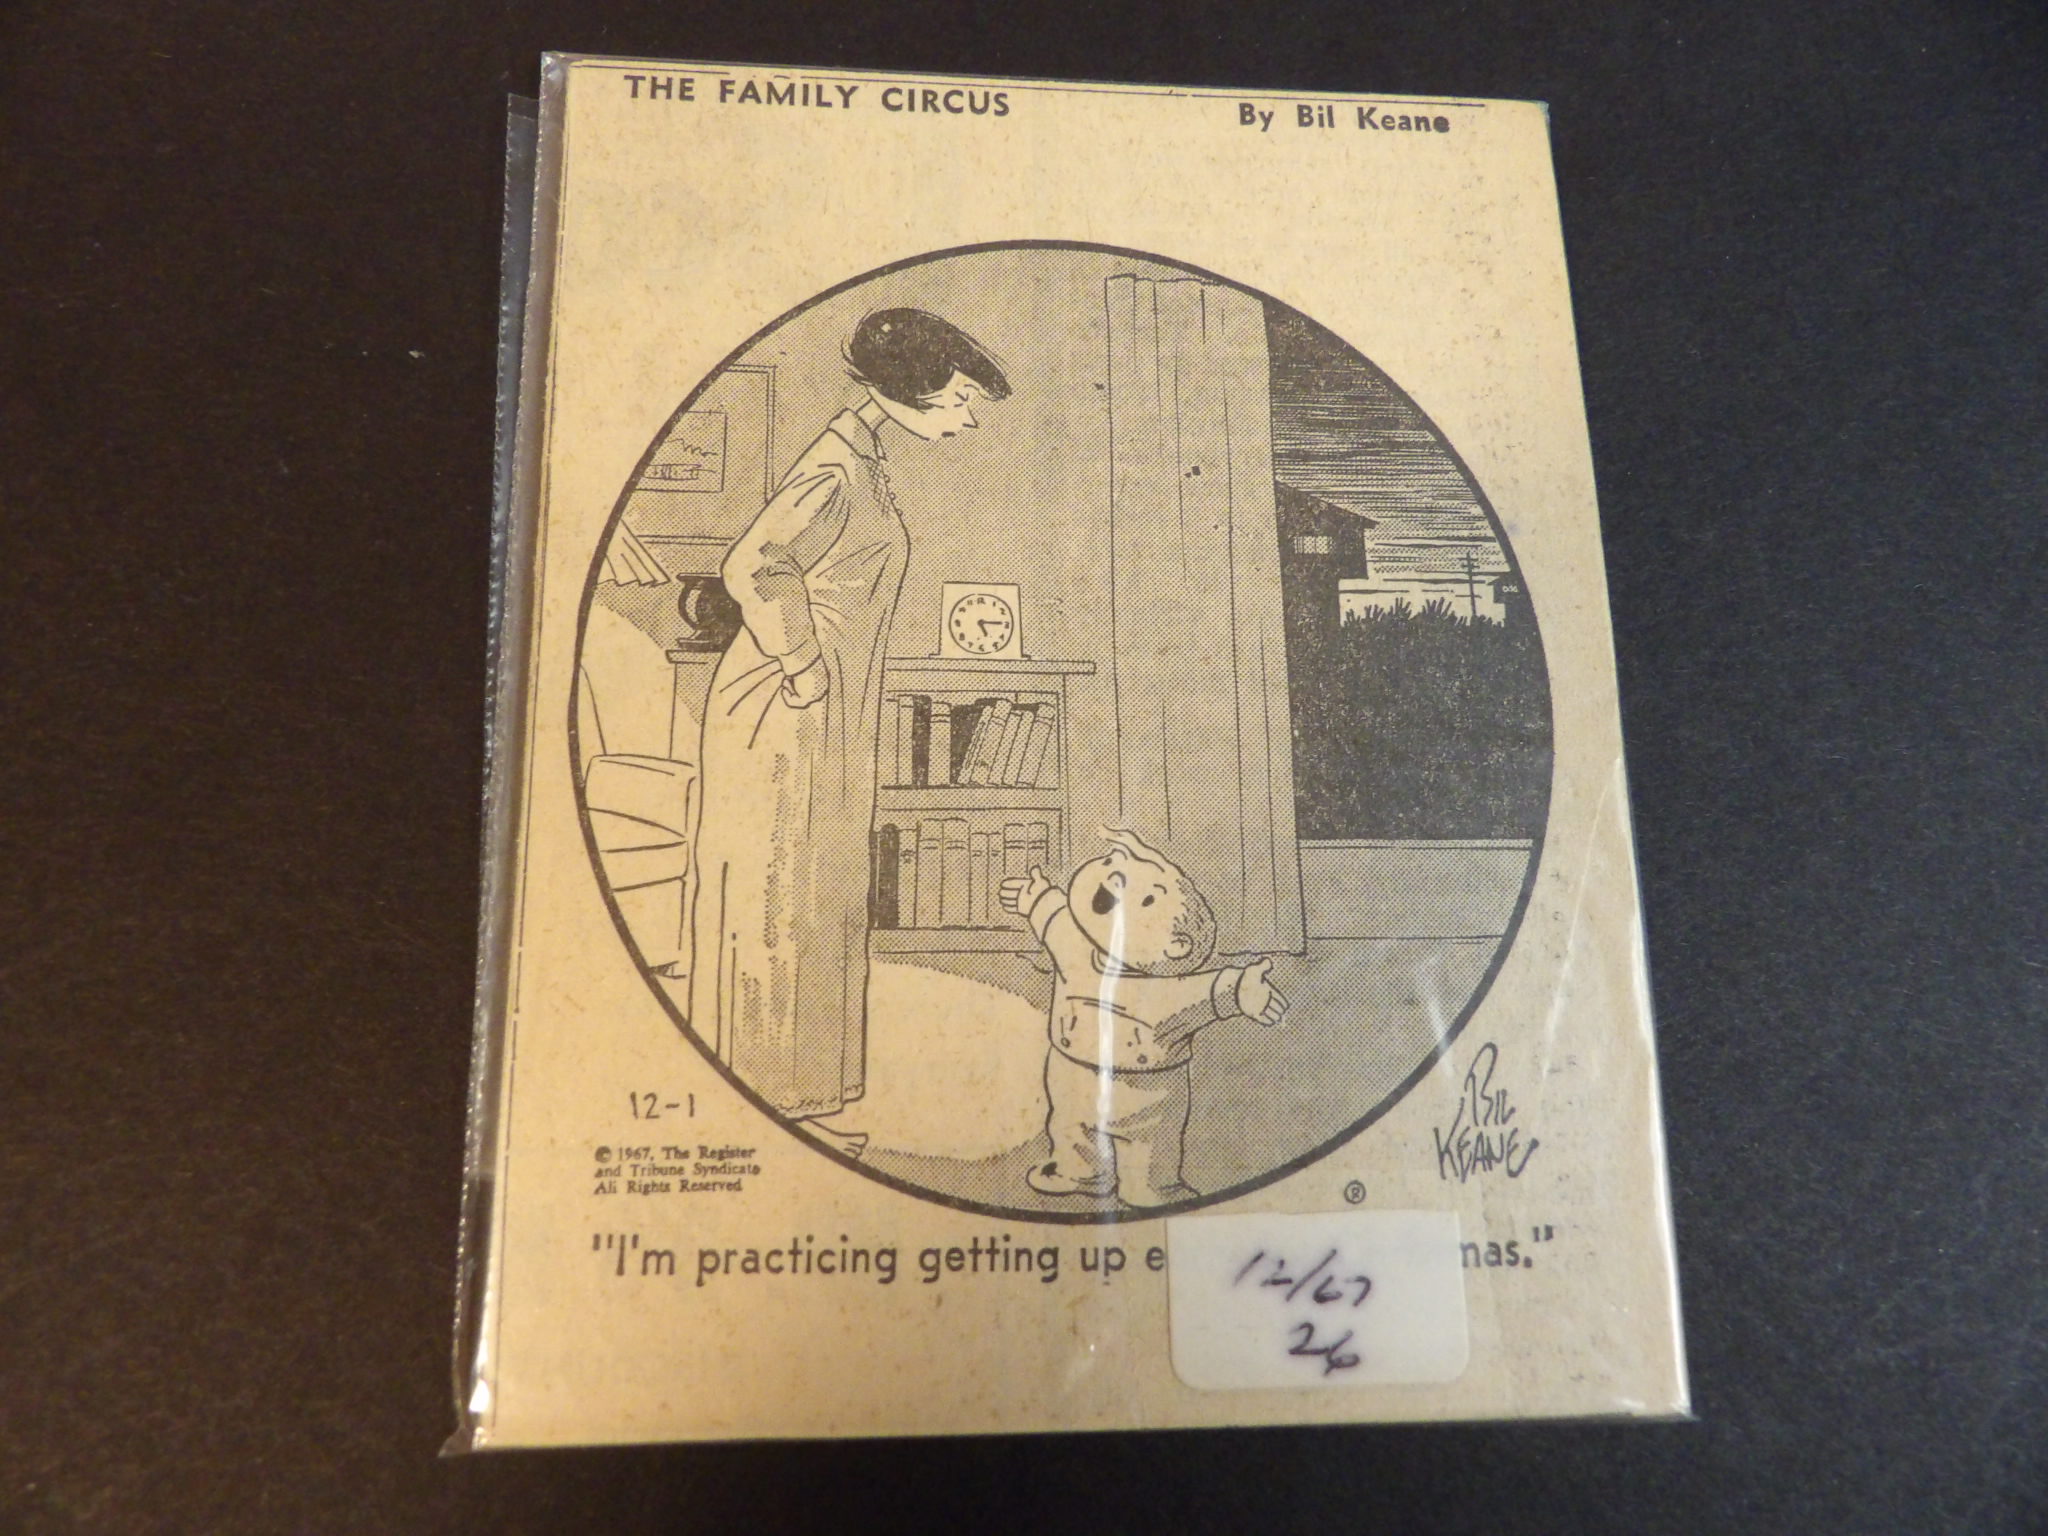 THE FAMILY CIRCUS By Bil Keane
12-1
© 1967, The Register
and Tribune Syndicate
All Rights Reserved
BIL
KEANE
®
"I'm practicing getting up e mas."
12/67
26